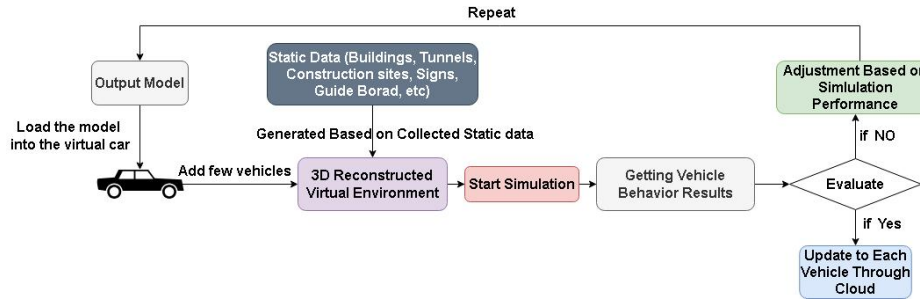 Repeat
Output Model
Load the model
into the virtual car
Add few vehicles
Static Data (Buildings, Tunnels,
Construction sites, Signs,
Guide Borad, etc)
Generated Based on Collected Static data
3D Reconstructed
Virtual Environment
Start Simulation
Getting Vehicle
Behavior Results
Evaluate
if NO
Adjustment Based on
Simlulation
Performance
if Yes
Update to Each
Vehicle Through
Cloud